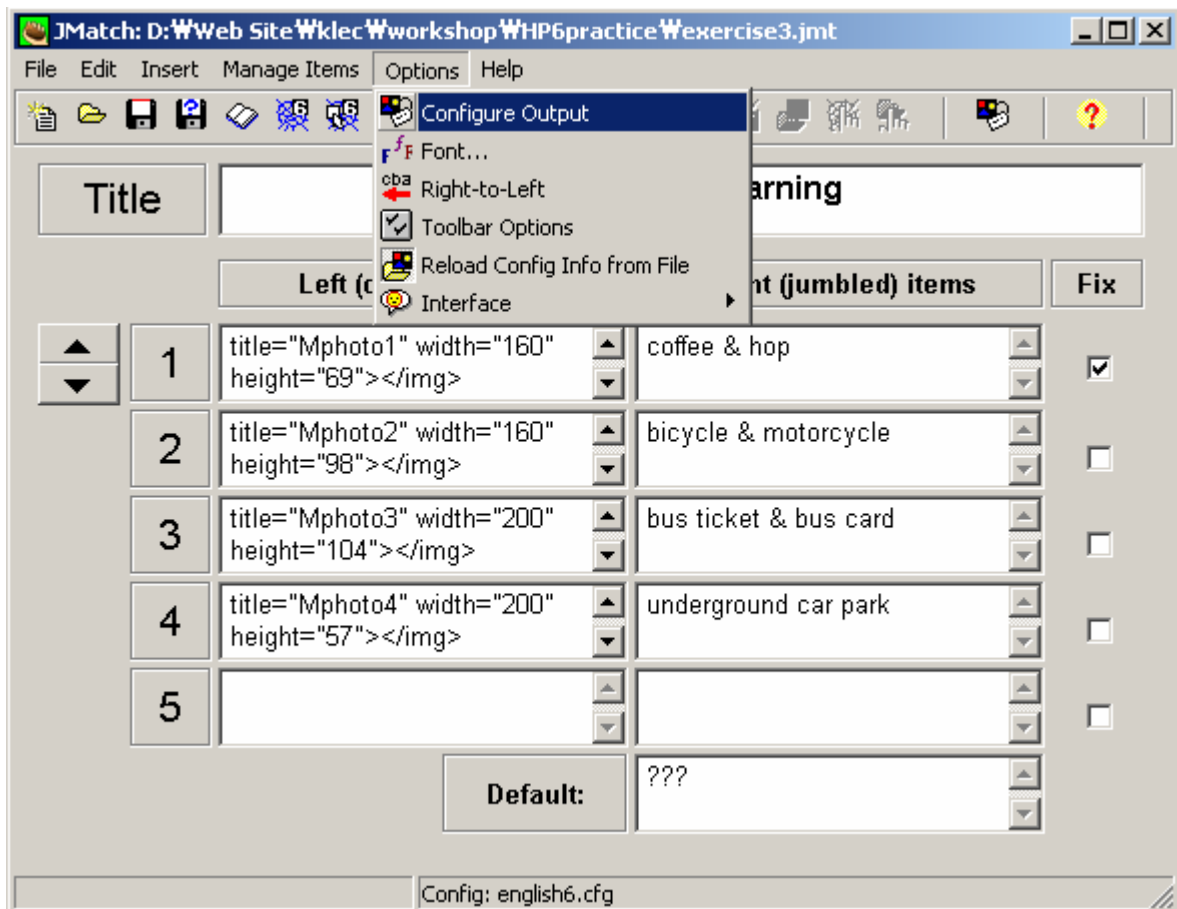 JMatch: D:₩Web Site₩klec₩workshop₩HP6practice₩exercise3.jmt
File Edit Insert Manage Items Options Help
Configure Output
Font...
Right-to-Left
Toolbar Options
Reload Config Info from File
Interface
Title
Left
(jumbled) items
Fix
1
title="Mphoto1" width="160"
height="69"></img>
coffee & hop
2
title="Mphoto2" width="160"
height="98"></img>
bicycle & motorcycle
3
title="Mphoto3" width="200"
height="104"></img>
bus ticket & bus card
4
title="Mphoto4" width="200"
height="57"></img>
underground car park
5
Default:
???
Config: english6.cfg